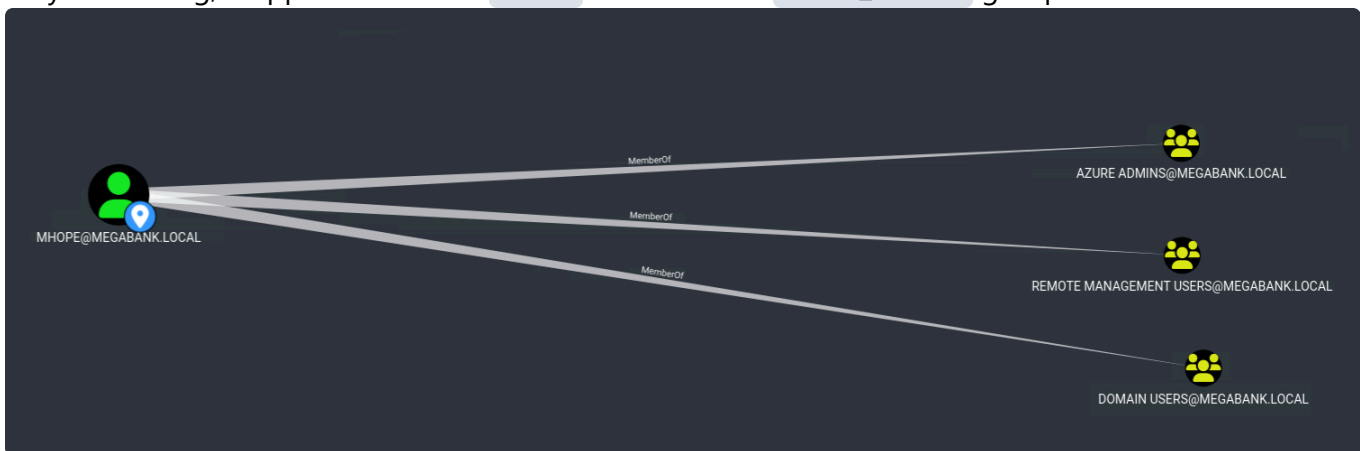 MemberOf
AZURE ADMINS@MEGABANK.LOCAL
MemberOf
MHOPE@MEGABANK.LOCAL
MemberOf
REMOTE MANAGEMENT USERS@MEGABANK.LOCAL
DOMAIN USERS@MEGABANK.LOCAL